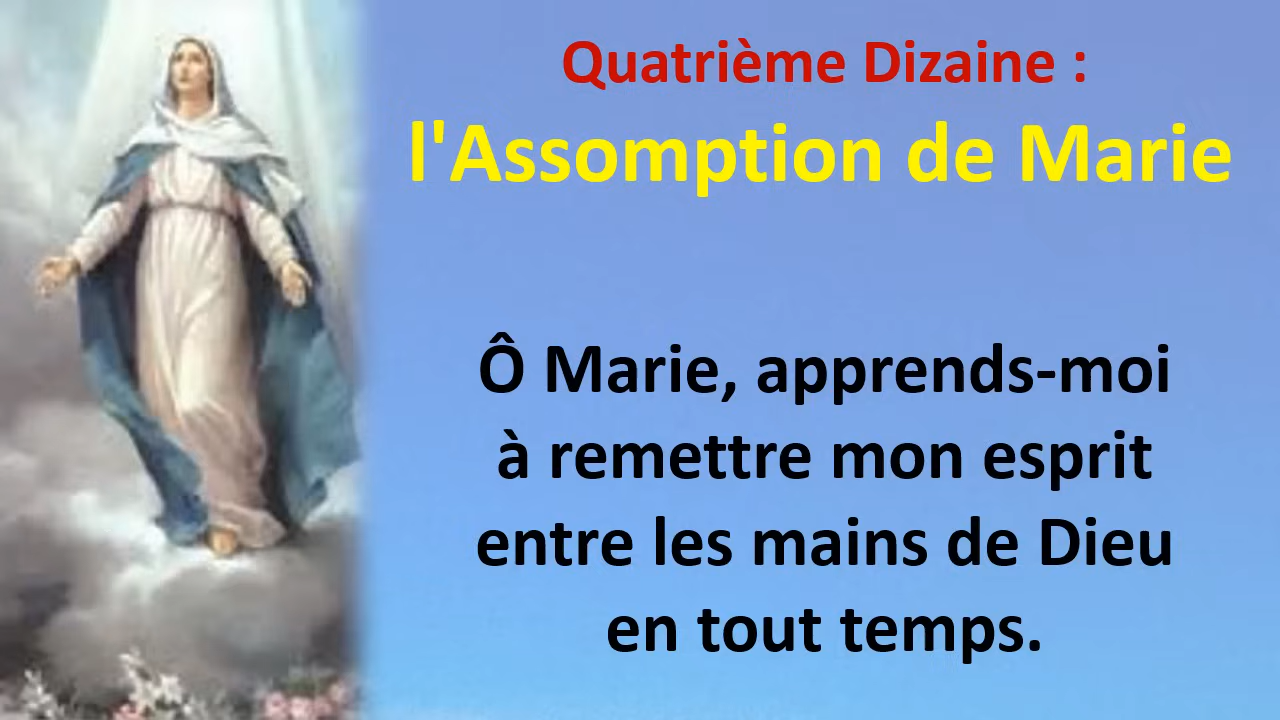 Quatrième Dizaine :
l'Assomption de Marie
Ô Marie, apprends-moi
à remettre mon esprit
entre les mains de Dieu
en tout temps.